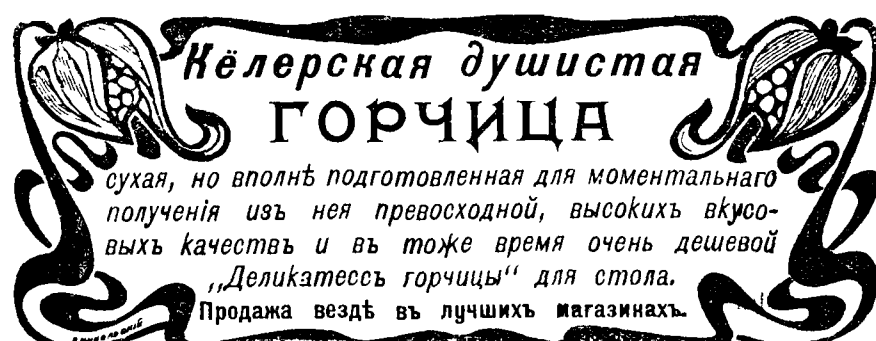 Кёлерская душистая
ГОРЧИЦА
сухая, но вполнѣ подготовленная для моментальнаго
полученія изъ нея превосходной, высокихъ вкусо-
выхъ качествъ и въ тоже время очень дешевой
„Деликатессъ горчицы“ для стола.
Продажа вездѣ въ лучшихъ магазинахъ.